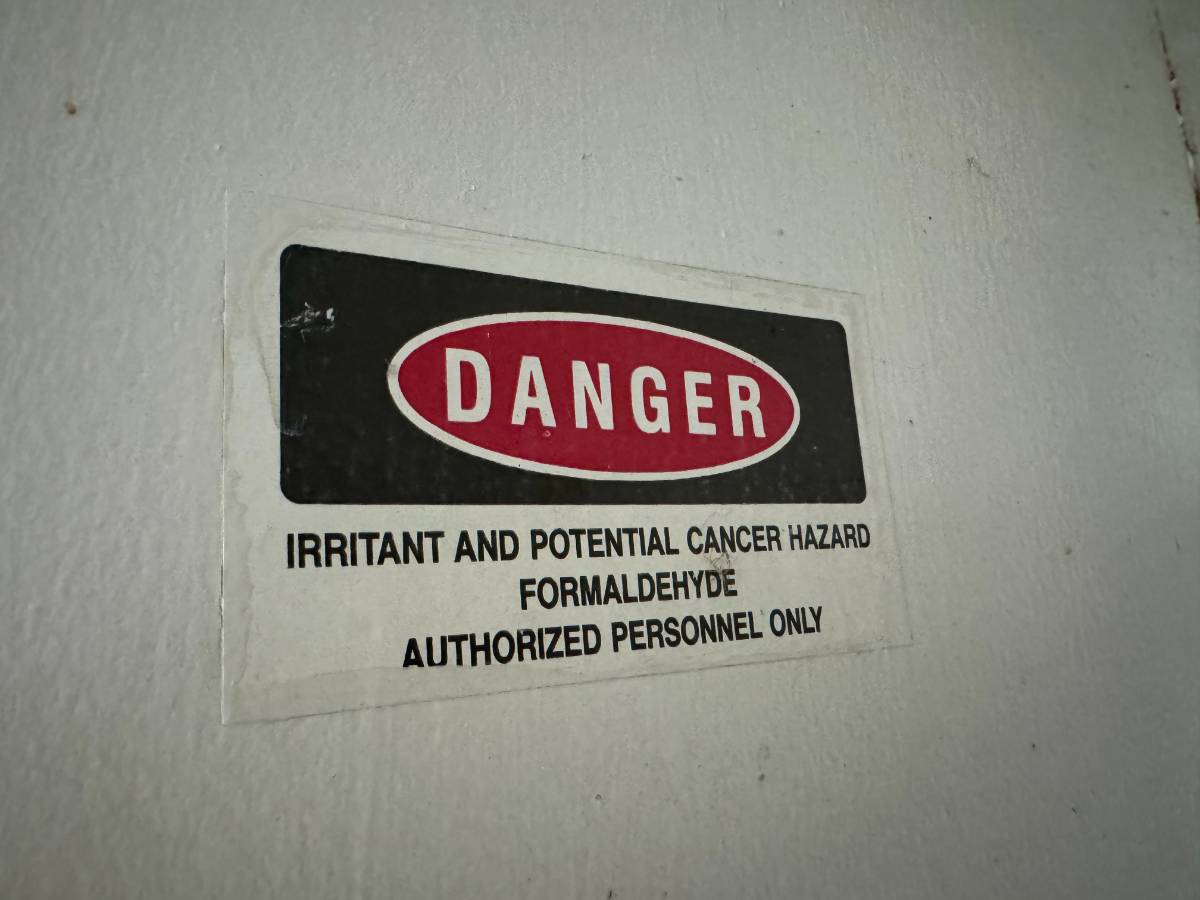 DANGER
IRRITANT AND POTENTIAL CANCER HAZARD
FORMALDEHYDE
AUTHORIZED PERSONNEL ONLY